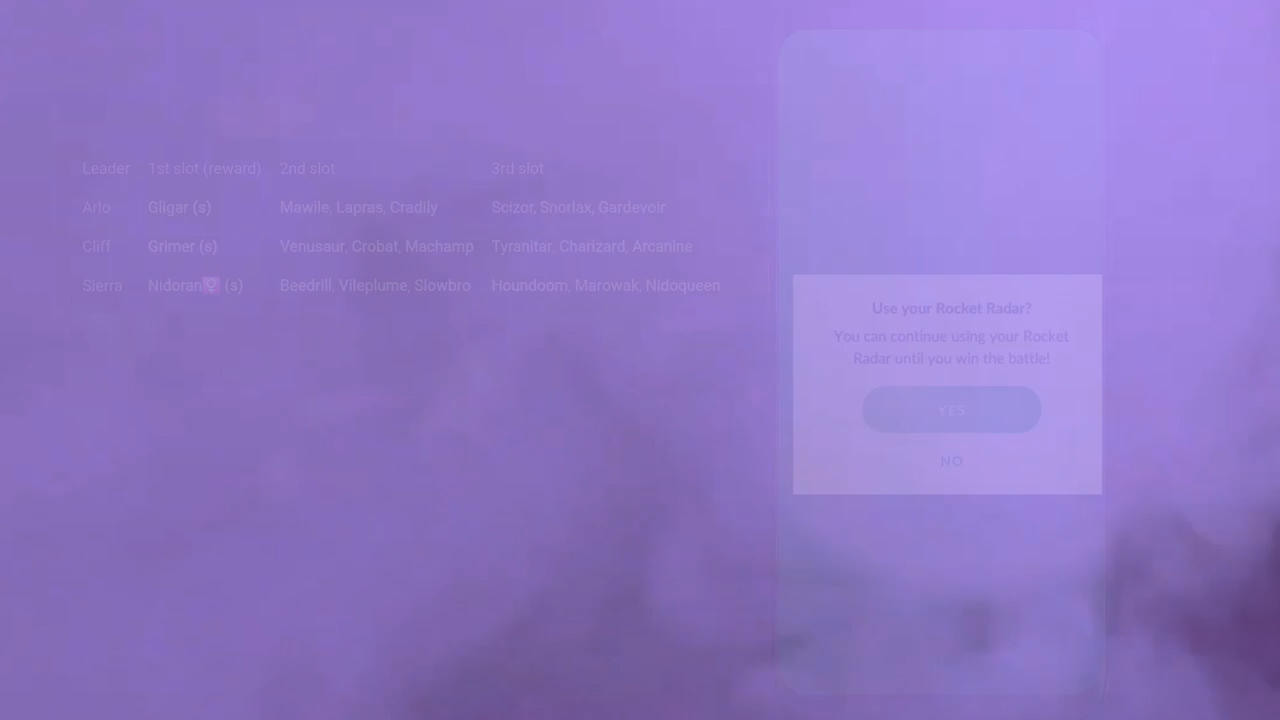 Leader 1st slot (reward) 2nd slot 3rd slot
Arlo Gligar (s) Mawile, Lapras, Cradily Scizor, Snorlax, Gardevoir
Cliff Grimer (s) Venusaur, Crobat, Machamp Tyranitar, Charizard, Arcanine
Sierra Nidoran♀️ (s) Beedrill, Vileplume, Slowbro Houndoom, Marowak, Nidoqueen
Use your Rocket Radar?
You can continue using your Rocket
Radar until you win the battle!
YES
NO